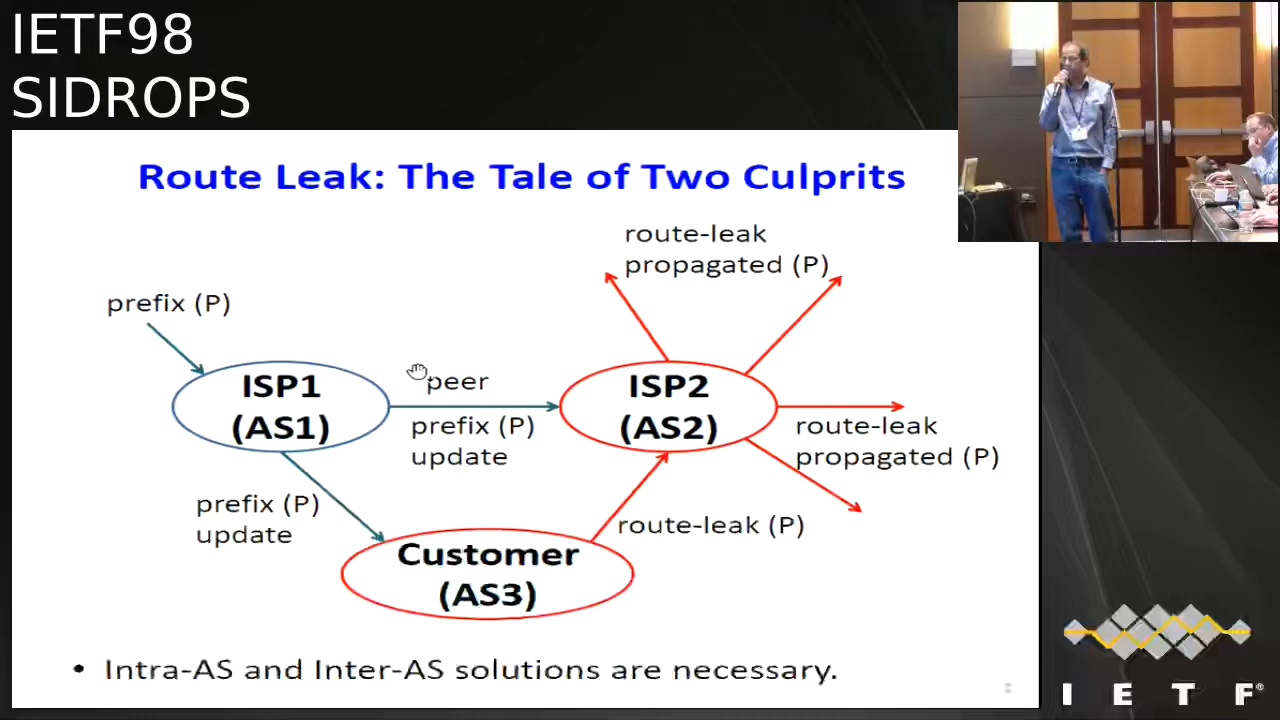 IETF98
SIDROPS
Route Leak: The Tale of Two Culprits
route-leak
propagated (P)
prefix (P)
ISP1
(AS1)
peer
prefix (P)
update
ISP2
(AS2)
route-leak
propagated (P)
prefix (P)
update
route-leak (P)
Customer
(AS3)
• Intra-AS and Inter-AS solutions are necessary.
I E T F®